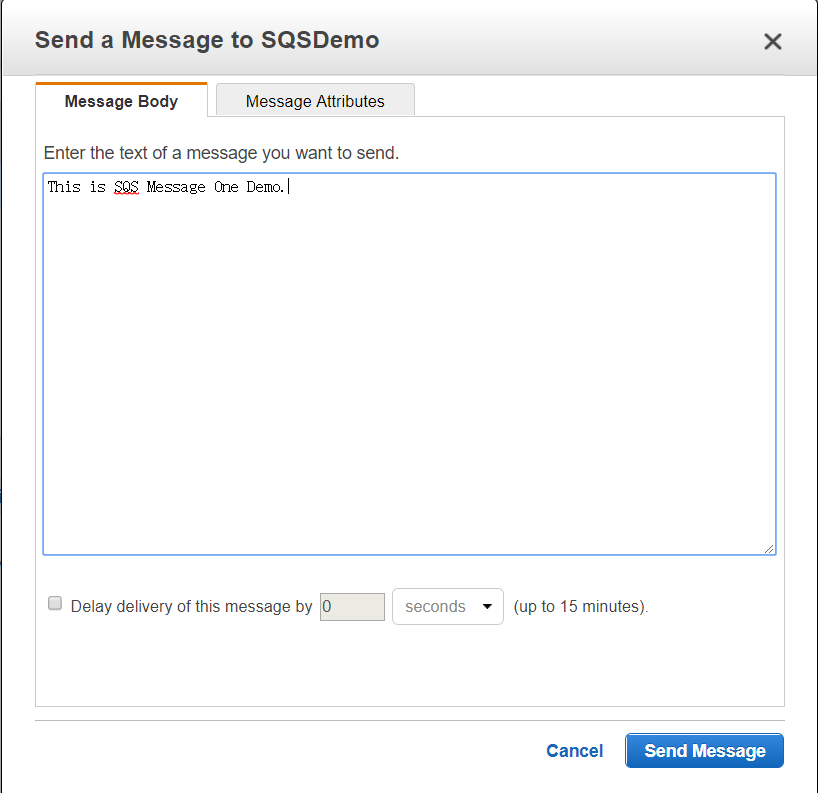 Send a Message to SQSDemo
Message Body Message Attributes
Enter the text of a message you want to send.
This is SQS Message One Demo.
Delay delivery of this message by 0 seconds (up to 15 minutes).
Cancel Send Message